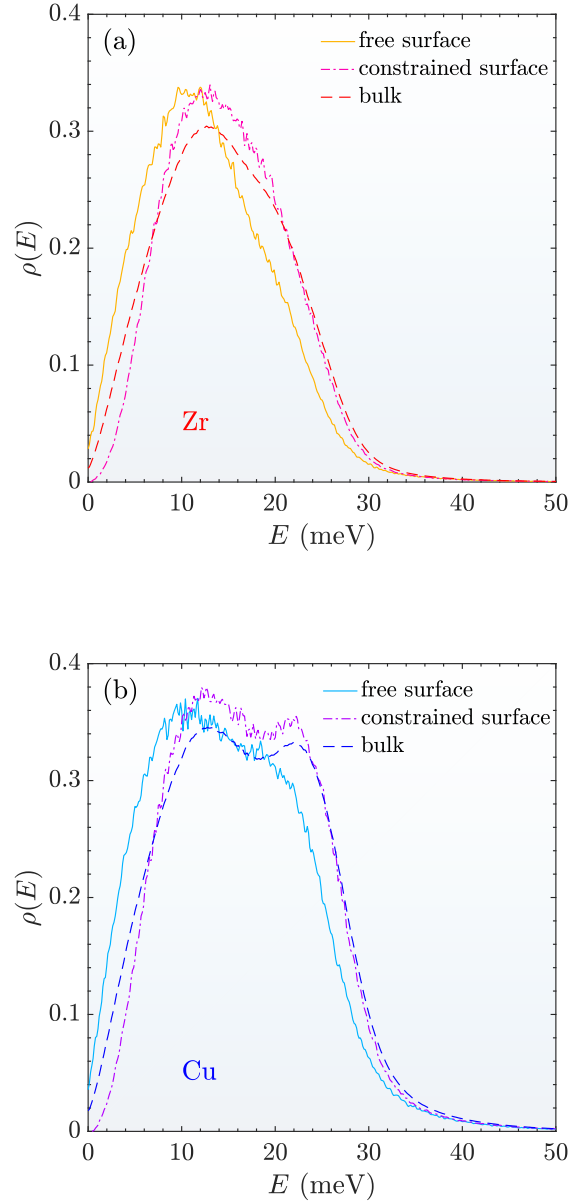 0.4
(a)
free surface
constrained surface
bulk
0.3
ρ(E)
0.2
0.1
Zr
0
0 10 20 30 40 50
E (meV)
0.4
(b)
free surface
constrained surface
bulk
0.3
ρ(E)
0.2
0.1
Cu
0
0 10 20 30 40 50
E (meV)